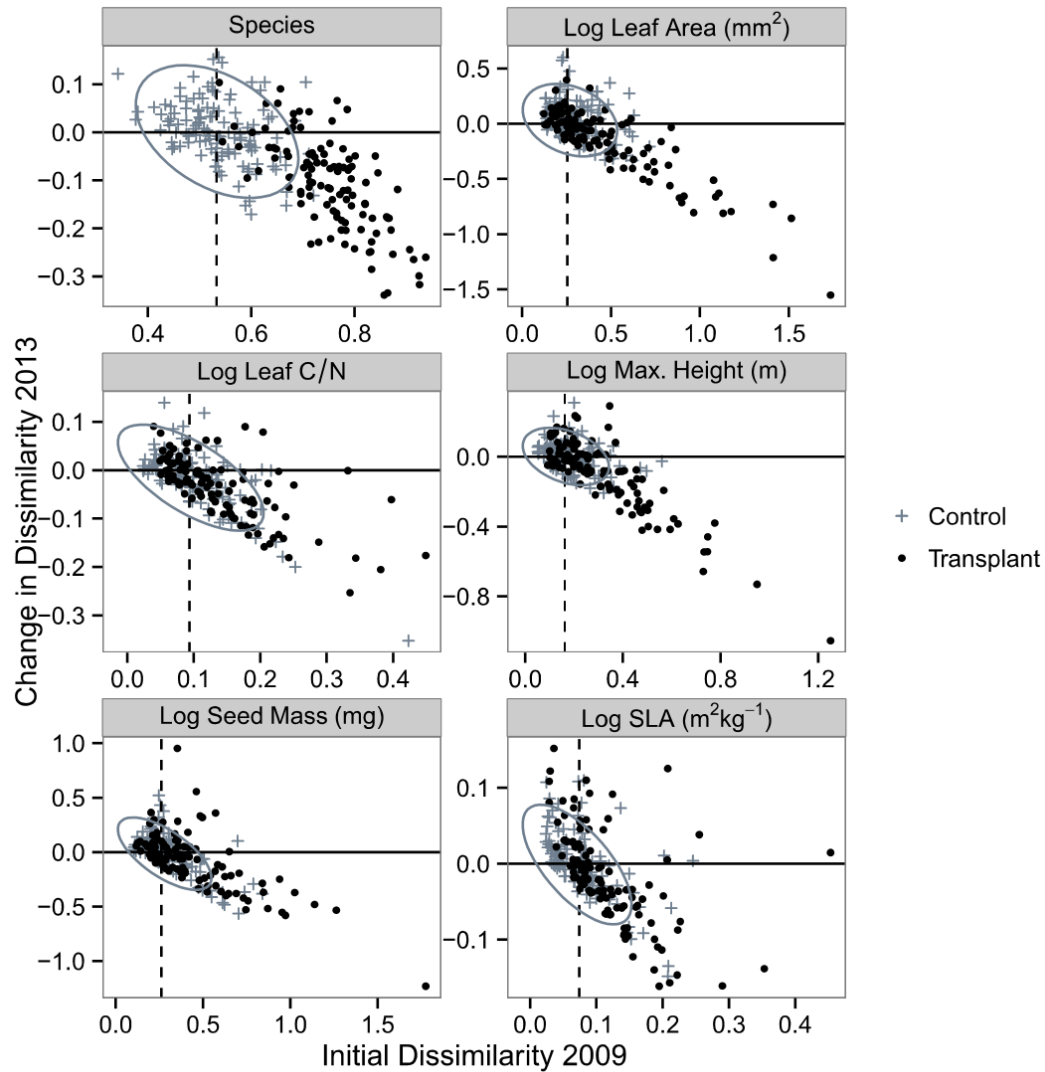 Species
Log Leaf Area (mm²)
0.1
0.0
−0.1
−0.2
−0.3
0.4 0.6 0.8
0.5
0.0
−0.5
−1.0
−1.5
0.0 0.5 1.0 1.5
Log Leaf C/N
Log Max. Height (m)
0.1
0.0
−0.1
−0.2
−0.3
0.0 0.1 0.2 0.3 0.4
0.0
−0.4
−0.8
0.0 0.4 0.8 1.2
Log Seed Mass (mg)
Log SLA (m²kg⁻¹)
1.0
0.5
0.0
−0.5
−1.0
0.0 0.5 1.0 1.5
0.1
0.0
−0.1
0.0 0.1 0.2 0.3 0.4
Change in Dissimilarity 2013
Initial Dissimilarity 2009
Control
Transplant